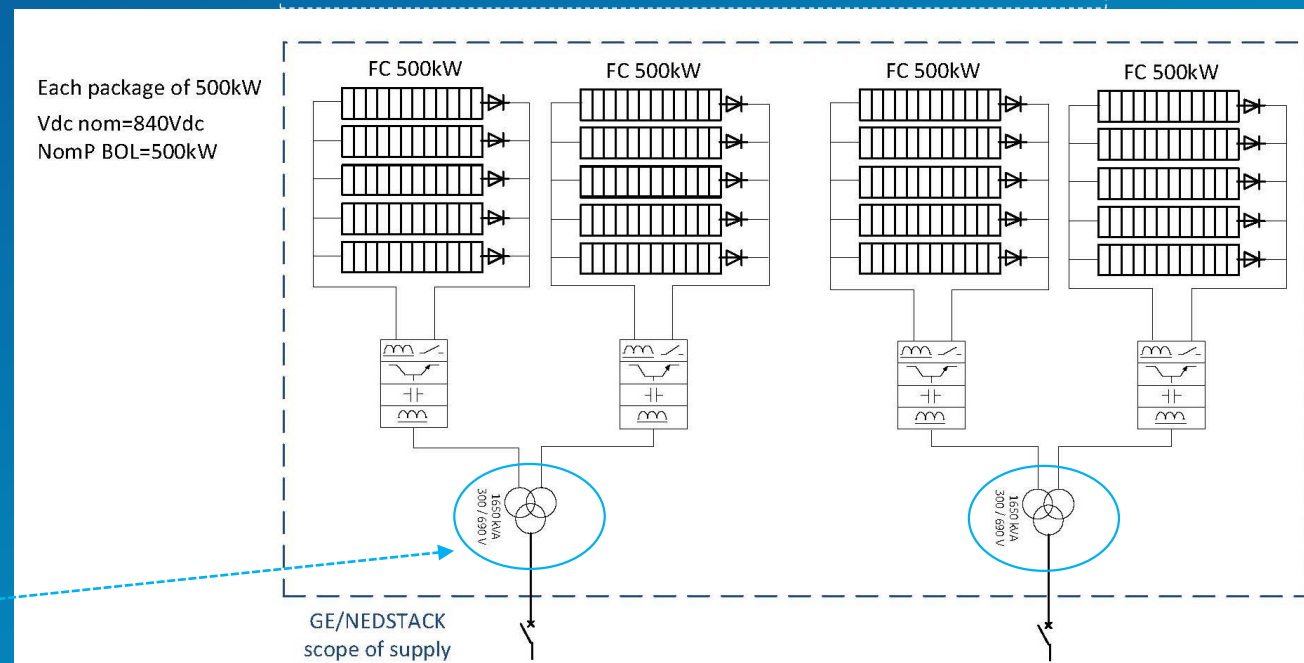 Each package of 500kW
Vdc nom=840Vdc
NomP BOL=500kW
FC 500kW
FC 500kW
FC 500kW
FC 500kW
1650 kVA
300 / 690 V
1650 kVA
300 / 690 V
GE/NEDSTACK
scope of supply